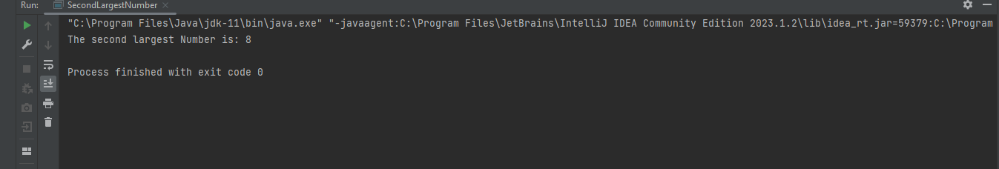 Run: SecondLargestNumber
"C:\Program Files\Java\jdk-11\bin\java.exe" "-javaagent:C:\Program Files\JetBrains\IntelliJ IDEA Community Edition 2023.1.2\lib\idea_rt.jar=59379:C:\Program
The second largest Number is: 8
Process finished with exit code 0